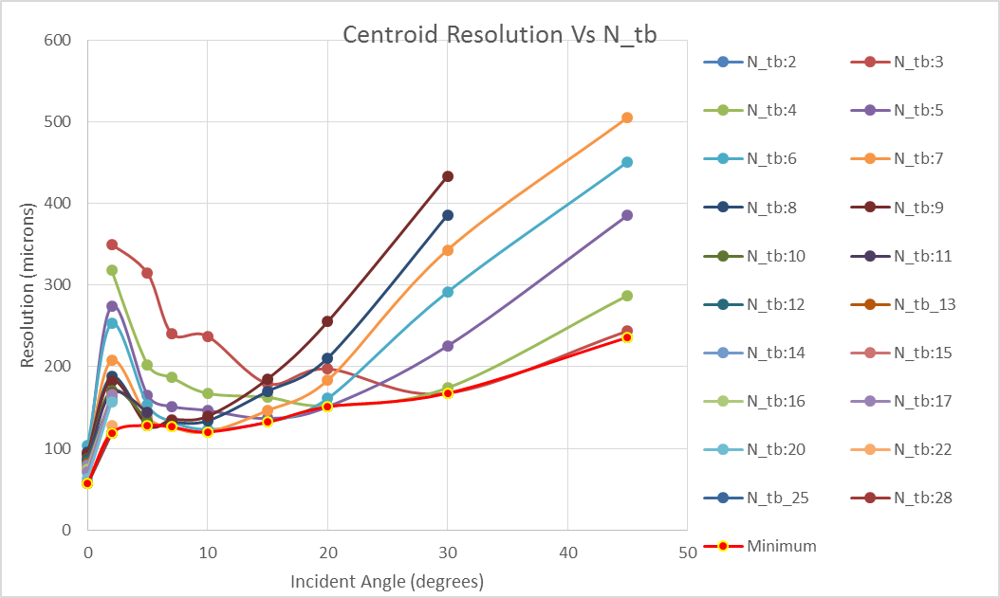 Centroid Resolution Vs N_tb
600
500
400
300
200
100
0
Resolution (microns)
0 10 20 30 40 50
Incident Angle (degrees)
N_tb:2 N_tb:3
N_tb:4 N_tb:5
N_tb:6 N_tb:7
N_tb:8 N_tb:9
N_tb:10 N_tb:11
N_tb:12 N_tb_13
N_tb:14 N_tb:15
N_tb:16 N_tb:17
N_tb:20 N_tb:22
N_tb_25 N_tb:28
Minimum